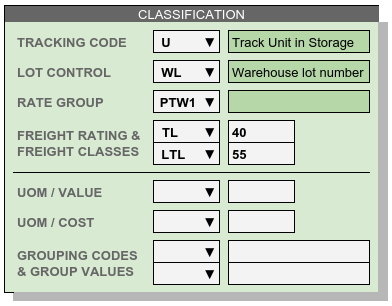 CLASSIFICATION
TRACKING CODE U ▼ Track Unit in Storage
LOT CONTROL WL ▼ Warehouse lot number
RATE GROUP PTW1 ▼
FREIGHT RATING & TL ▼ 40
FREIGHT CLASSES LTL ▼ 55
UOM / VALUE ▼
UOM / COST ▼
GROUPING CODES ▼
& GROUP VALUES ▼